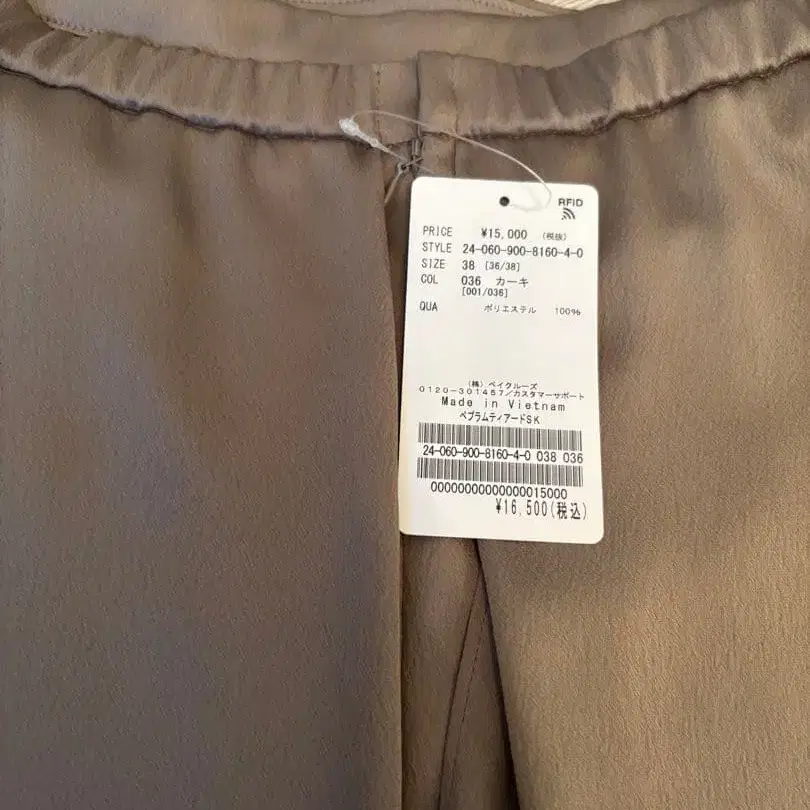 RFID
PRICE ¥15,000 (税抜)
STYLE 24-060-900-8160-4-0
SIZE 38 [36/38]
COL 036 カーキ
[001/036]
QUA ポリエステル 100%
(株)ベイクルーズ
0120-301457/カスタマーサポート
Made in Vietnam
ペプラムティアードSK
24-060-900-8160-4-0 038 036
00000000000000015000
¥16,500(税込)